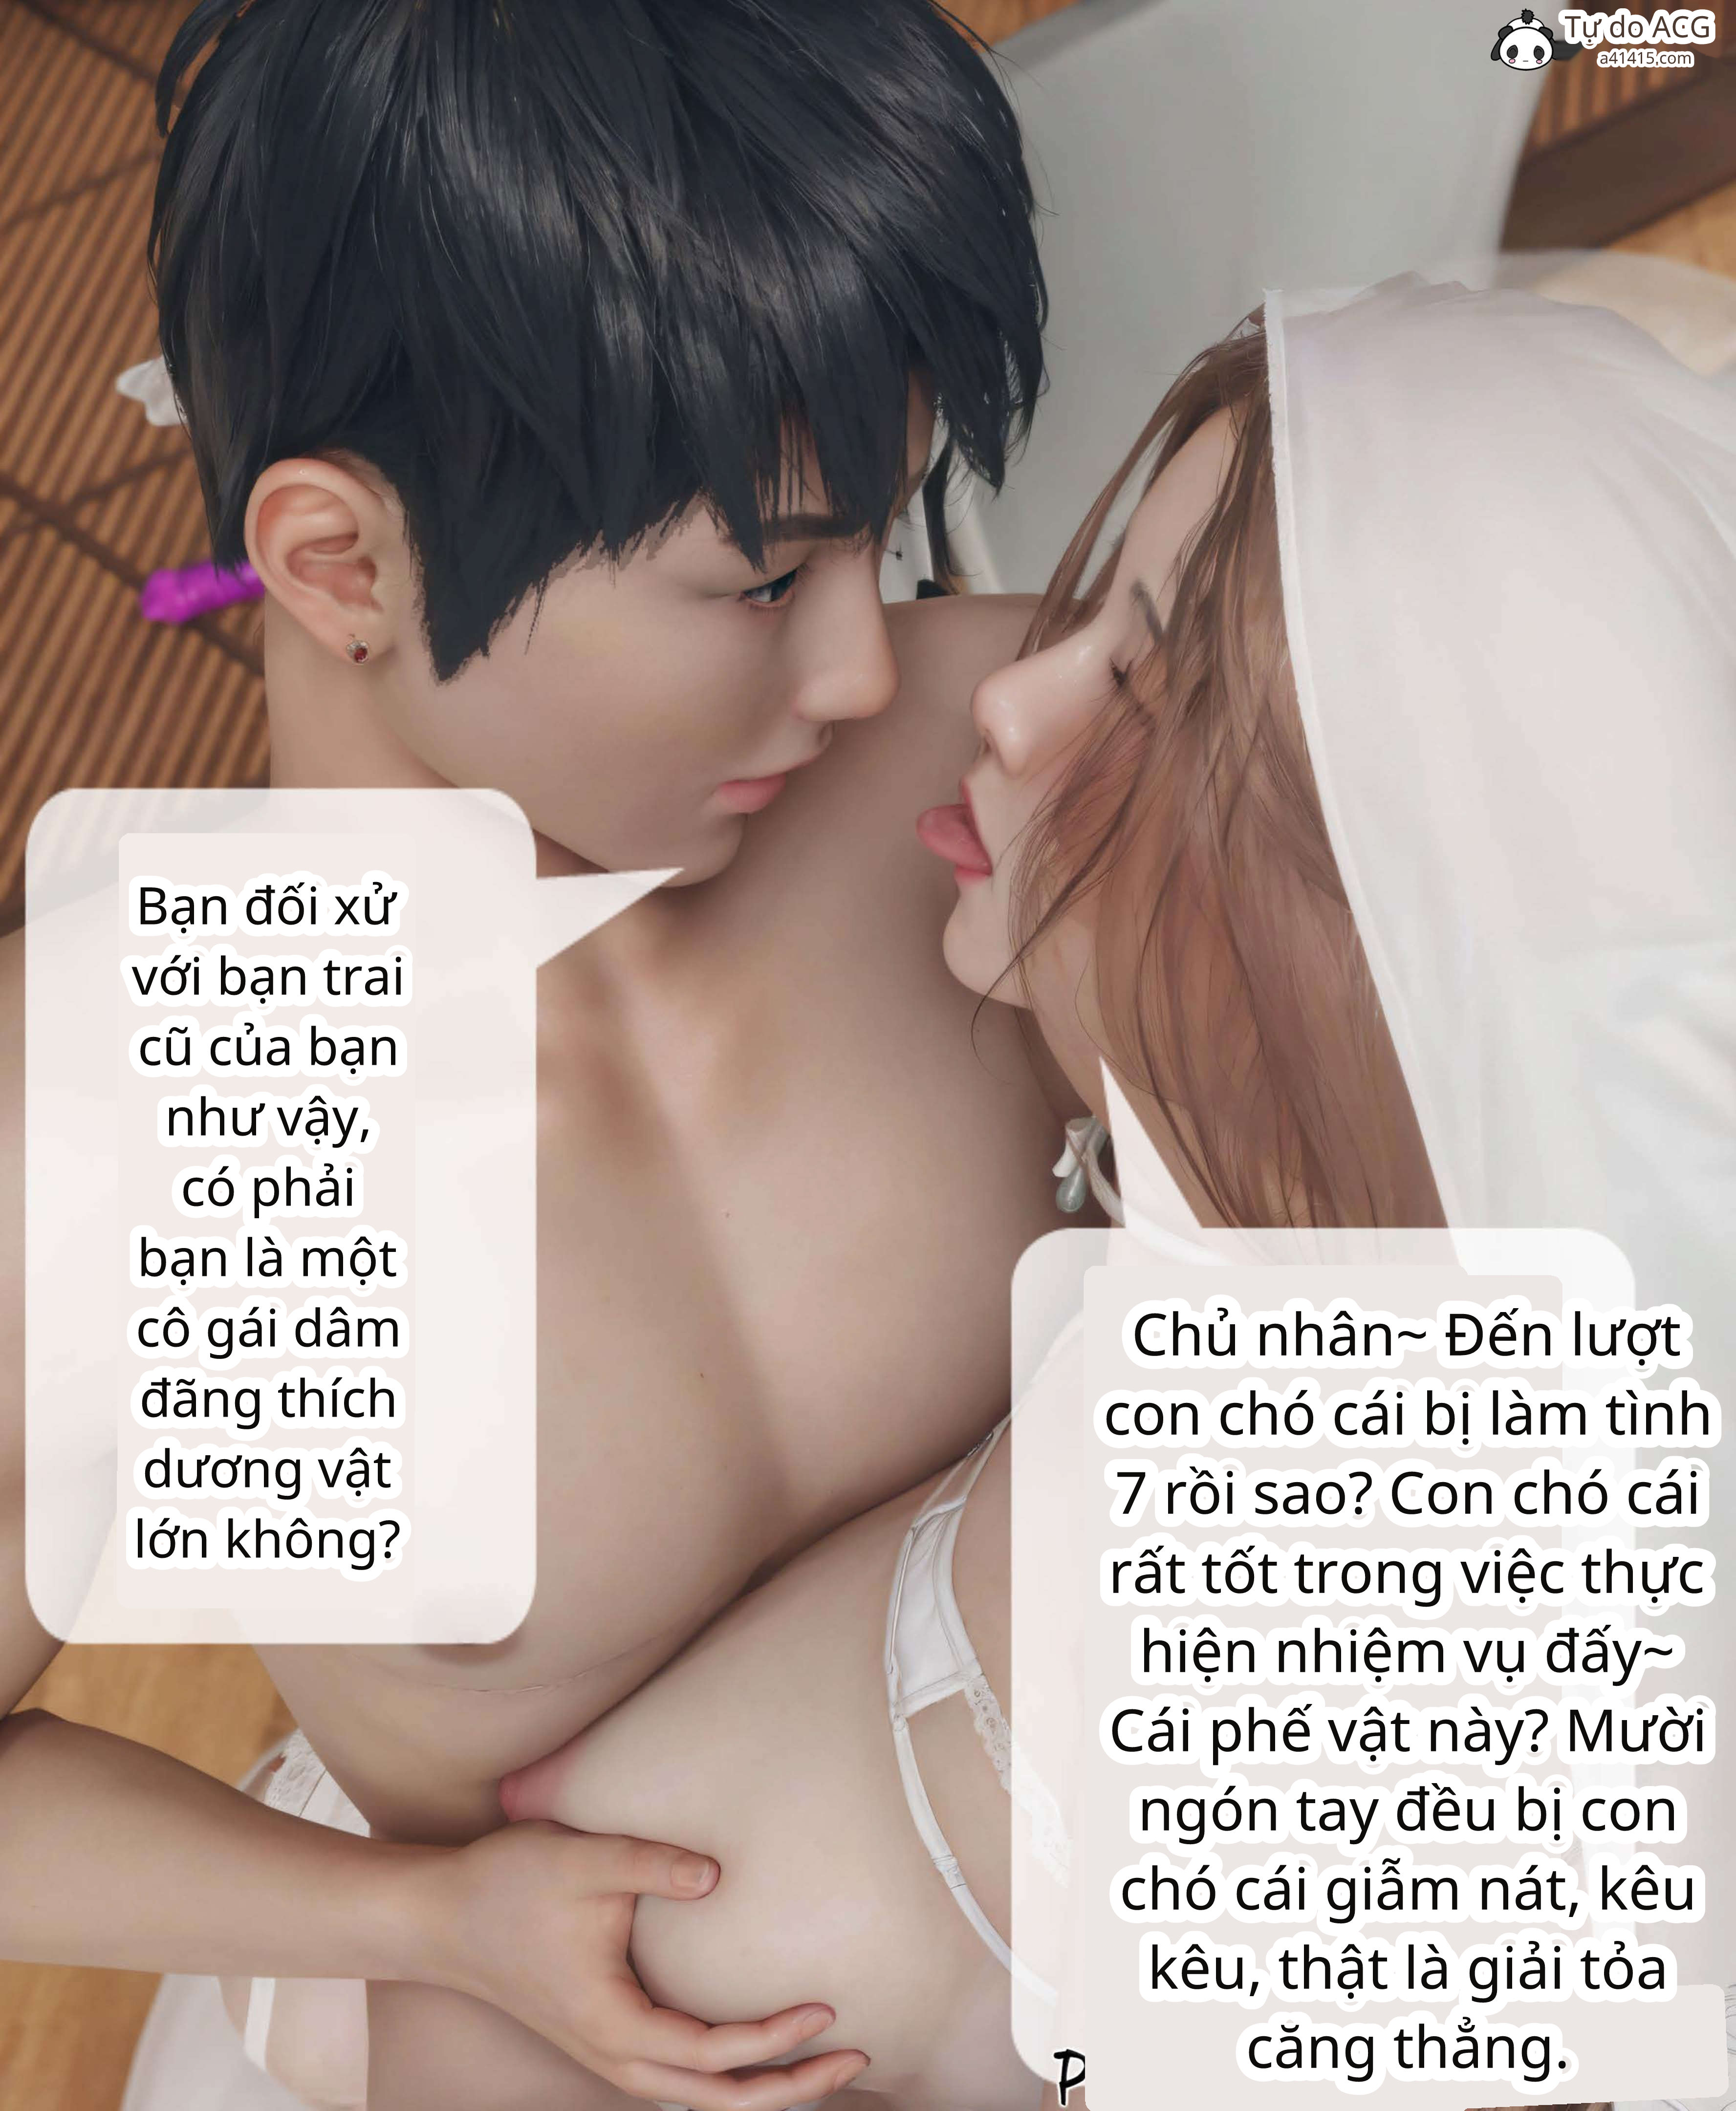 Tự do ACG
a41415.com
Bạn đối xử
với bạn trai
cũ của bạn
như vậy,
có phải
bạn là một
cô gái dâm
đãng thích
dương vật
lớn không?
Chủ nhân~ Đến lượt
con chó cái bị làm tình
7 rồi sao? Con chó cái
rất tốt trong việc thực
hiện nhiệm vụ đấy~
Cái phế vật này? Mười
ngón tay đều bị con
chó cái giẫm nát, kêu
kêu, thật là giải tỏa
căng thẳng.